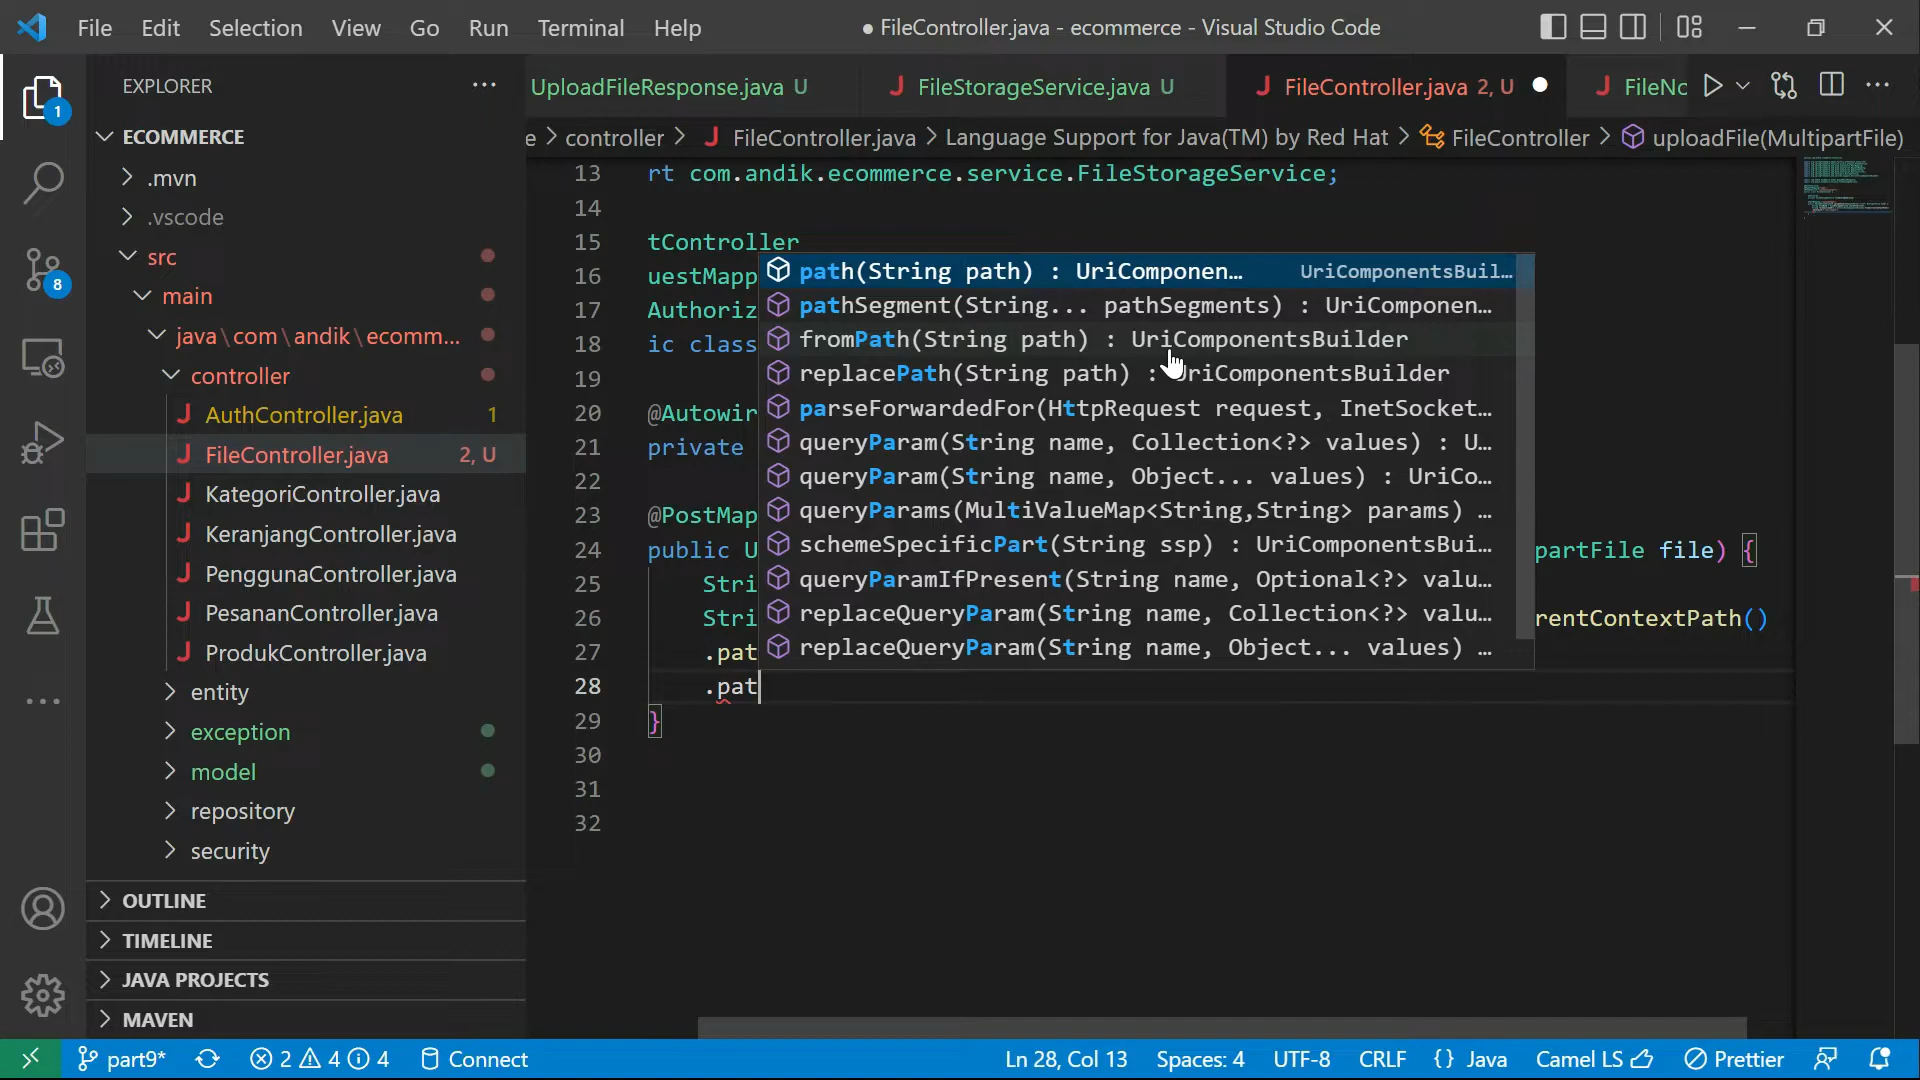 File Edit Selection View Go Run Terminal Help
● FileController.java - ecommerce - Visual Studio Code
EXPLORER
UploadFileResponse.java U
FileStorageService.java U
FileController.java 2, U
FileNo
e > controller > FileController.java > Language Support for Java(TM) by Red Hat > FileController > uploadFile(MultipartFile)
1
8
ECOMMERCE
.mvn
.vscode
src
main
java\com\andik\ecomm...
controller
AuthController.java 1
FileController.java 2, U
KategoriController.java
KeranjangController.java
PenggunaController.java
PesananController.java
ProdukController.java
entity
exception
model
repository
security
OUTLINE
TIMELINE
JAVA PROJECTS
MAVEN
13 rt com.andik.ecommerce.service.FileStorageService;
14
15 tController
16 uestMapp
17 Authoriz
18 ic class
19
20 @Autowir
21 private
22
23 @PostMap
24 public U partFile file) {
25 Stri
26 Stri rentContextPath()
27 .pat
28 .pat
29 }
30
31
32
path(String path) : UriComponen... UriComponentsBuil...
pathSegment(String... pathSegments) : UriComponen...
fromPath(String path) : UriComponentsBuilder
replacePath(String path) : UriComponentsBuilder
parseForwardedFor(HttpRequest request, InetSocket...
queryParam(String name, Collection<?> values) : U...
queryParam(String name, Object... values) : UriCo...
queryParams(MultiValueMap<String,String> params) ...
schemeSpecificPart(String ssp) : UriComponentsBui...
queryParamIfPresent(String name, Optional<?> valu...
replaceQueryParam(String name, Collection<?> valu...
replaceQueryParam(String name, Object... values) ...
part9* 2 4 4 Connect
Ln 28, Col 13 Spaces: 4 UTF-8 CRLF {} Java Camel LS Prettier